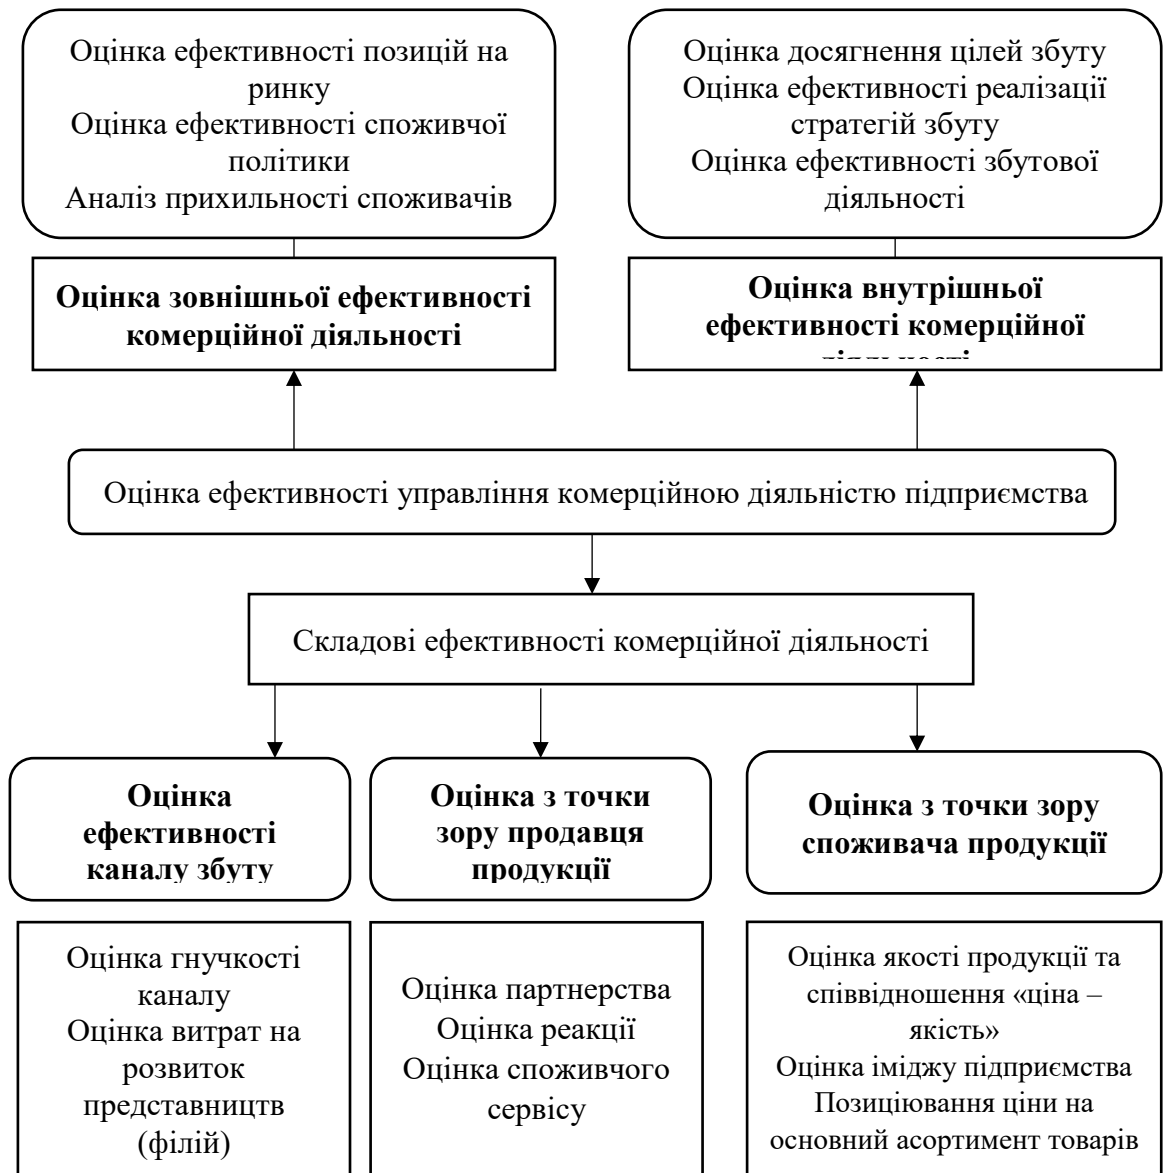 Оцінка ефективності позицій на
ринку
Оцінка ефективності споживчої
політики
Аналіз прихильності споживачів
Оцінка досягнення цілей збуту
Оцінка ефективності реалізації
стратегій збуту
Оцінка ефективності збутової
діяльності
Оцінка зовнішньої ефективності
комерційної діяльності
Оцінка внутрішньої
ефективності комерційної
Оцінка ефективності управління комерційною діяльністю підприємства
Складові ефективності комерційної діяльності
Оцінка
ефективності
каналу збуту
Оцінка з точки
зору продавця
продукції
Оцінка з точки зору
споживача продукції
Оцінка гнучкості
каналу
Оцінка витрат на
розвиток
представництв
(філій)
Оцінка партнерства
Оцінка реакції
Оцінка споживчого
сервісу
Оцінка якості продукції та
співвідношення «ціна –
якість»
Оцінка іміджу підприємства
Позиціювання ціни на
основний асортимент товарів